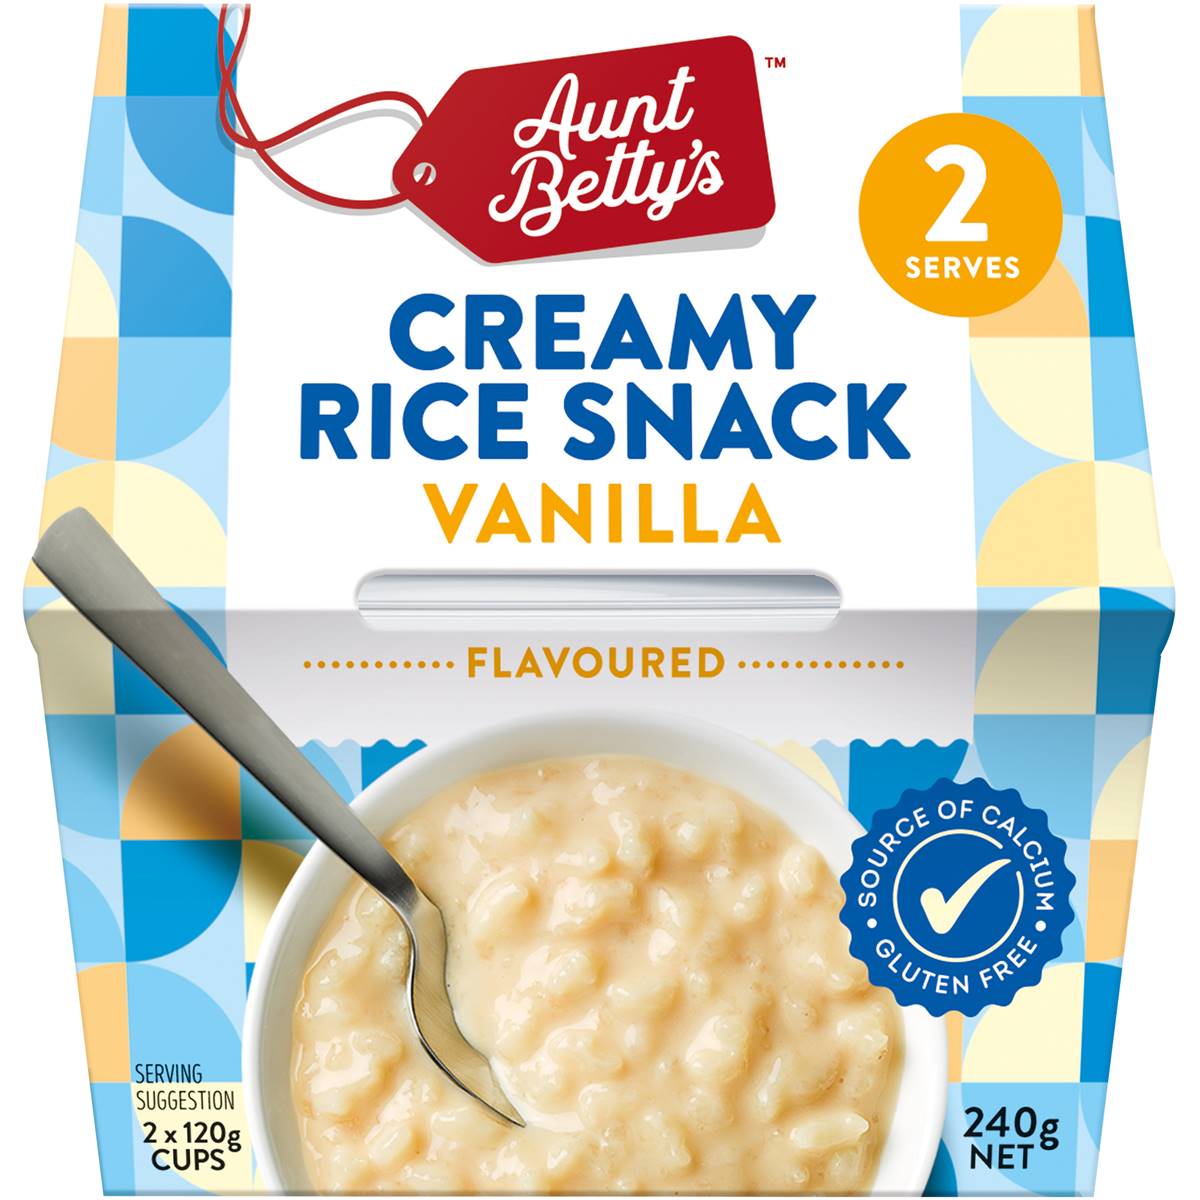 Aunt
Betty's
™
2
SERVES
CREAMY
RICE SNACK
VANILLA
FLAVOURED
• SOURCE OF CALCIUM •
GLUTEN FREE
SERVING
SUGGESTION
2 x 120g
CUPS
240g
NET